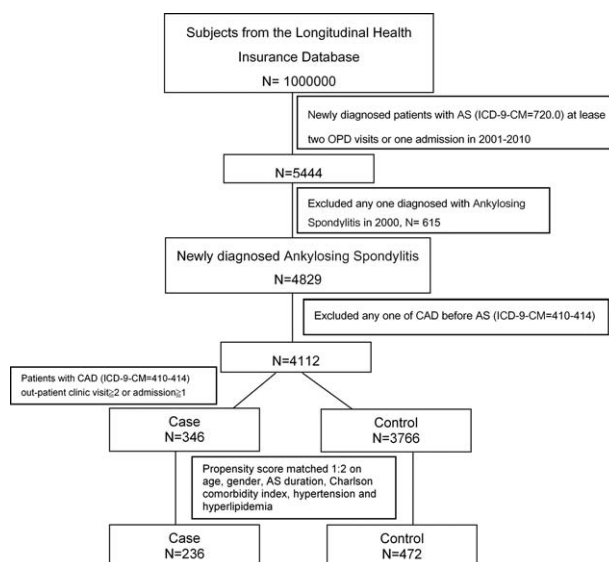 Subjects from the Longitudinal Health
Insurance Database
N= 1000000
Newly diagnosed patients with AS (ICD-9-CM=720.0) at lease
two OPD visits or one admission in 2001-2010
N=5444
Excluded any one diagnosed with Ankylosing
Spondylitis in 2000, N= 615
Newly diagnosed Ankylosing Spondylitis
N=4829
Excluded any one of CAD before AS (ICD-9-CM=410-414)
N=4112
Patients with CAD (ICD-9-CM=410-414)
out-patient clinic visit≧2 or admission≧1
Case
N=346
Control
N=3766
Propensity score matched 1:2 on
age, gender, AS duration, Charlson
comorbidity index, hypertension and
hyperlipidemia
Case
N=236
Control
N=472